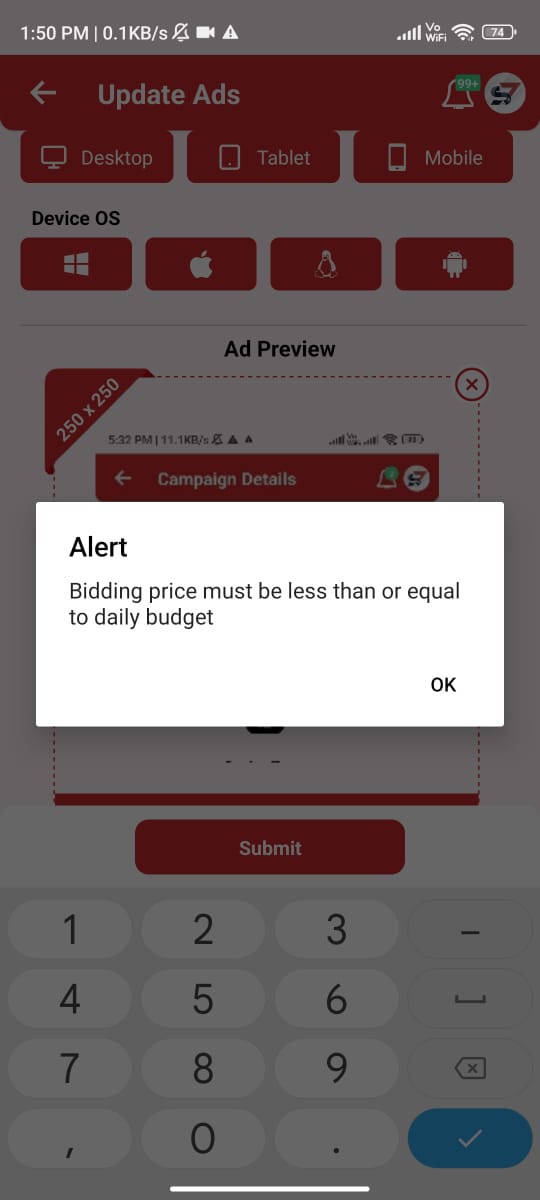 1:50 PM | 0.1KB/s
Vo
WiFi
74
Update Ads
99+
Desktop
Tablet
Mobile
Device OS
Ad Preview
250 x 250
5:32 PM | 11.1KB/s
Campaign Details
Alert
Bidding price must be less than or equal
to daily budget
OK
Submit
1 2 3 –
4 5 6
7 8 9
, 0 .